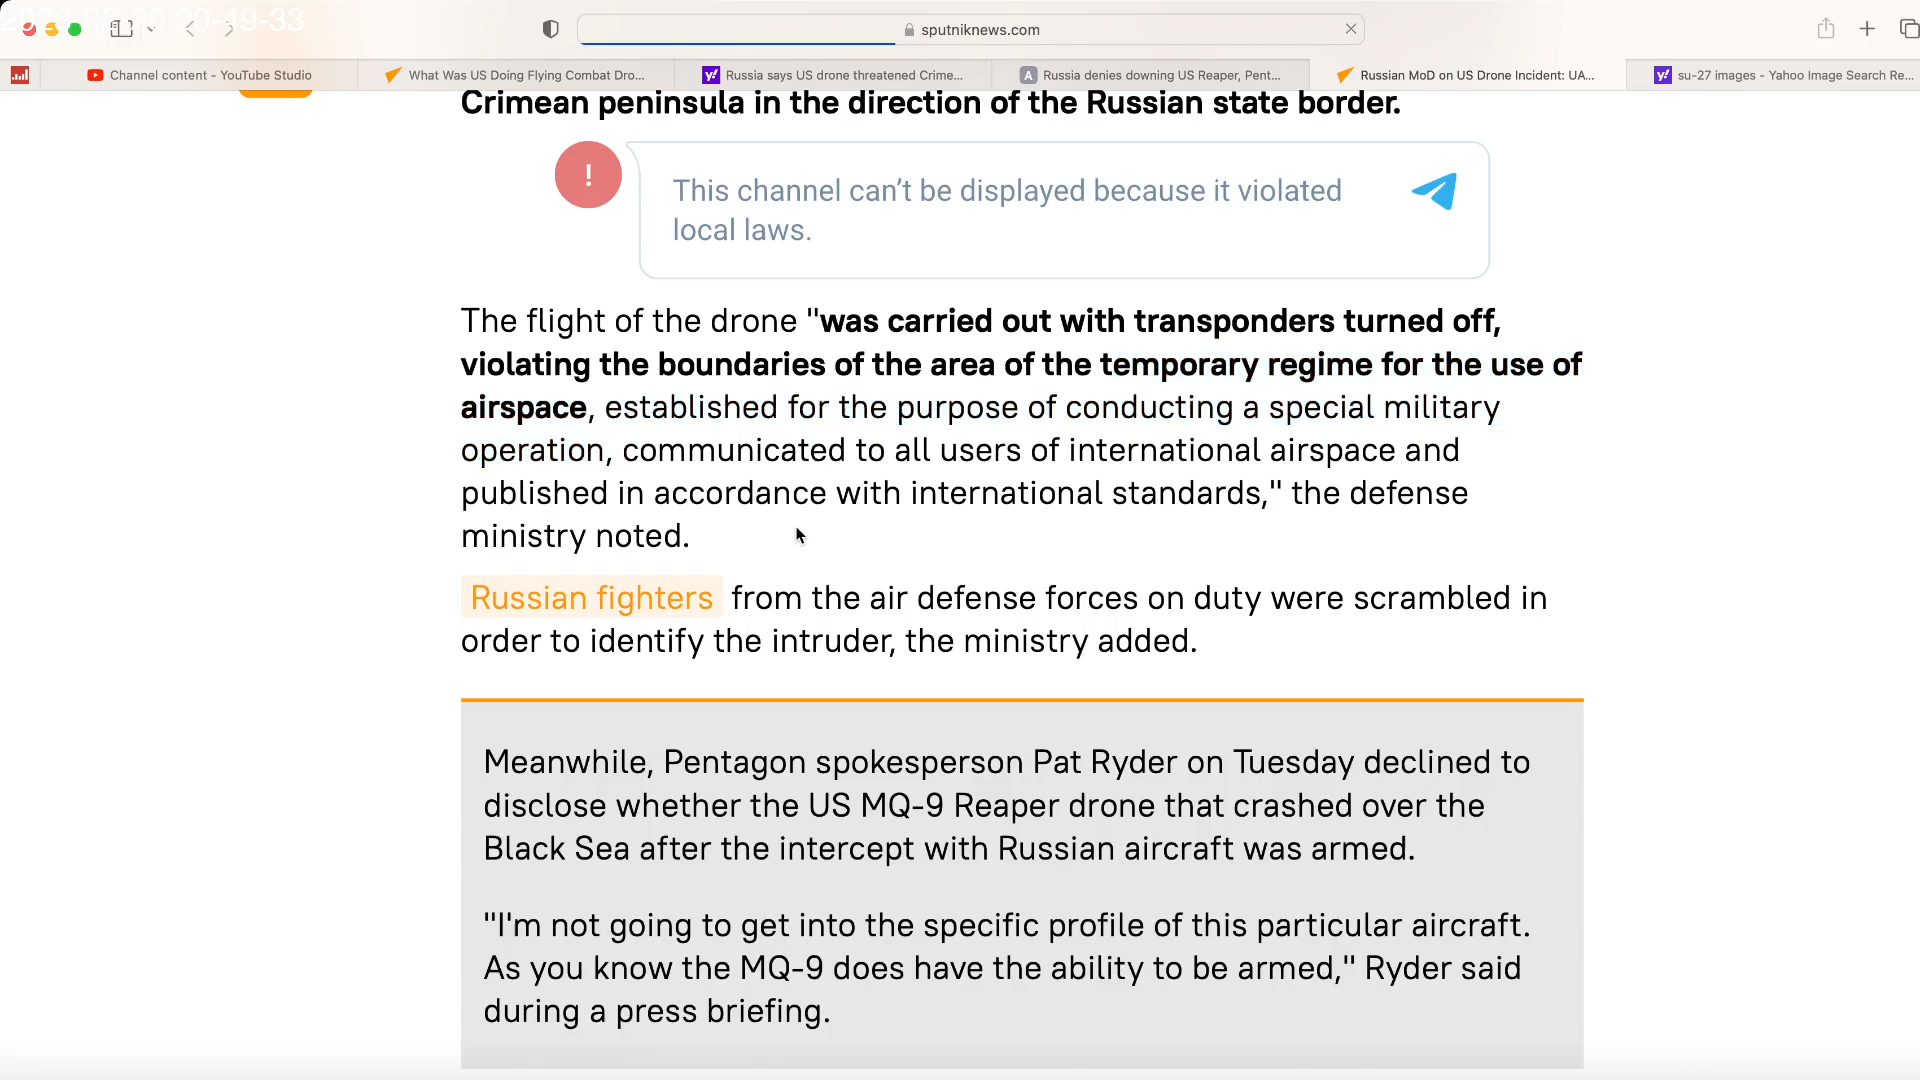 20-49-33
sputniknews.com
Channel content - YouTube Studio
What Was US Doing Flying Combat Dro...
Russia says US drone threatened Crime...
Russia denies downing US Reaper, Pent...
Russian MoD on US Drone Incident: UA...
su-27 images - Yahoo Image Search Re...
Crimean peninsula in the direction of the Russian state border.
This channel can't be displayed because it violated
local laws.
The flight of the drone "was carried out with transponders turned off,
violating the boundaries of the area of the temporary regime for the use of
airspace, established for the purpose of conducting a special military
operation, communicated to all users of international airspace and
published in accordance with international standards," the defense
ministry noted.
Russian fighters from the air defense forces on duty were scrambled in
order to identify the intruder, the ministry added.
Meanwhile, Pentagon spokesperson Pat Ryder on Tuesday declined to
disclose whether the US MQ-9 Reaper drone that crashed over the
Black Sea after the intercept with Russian aircraft was armed.
"I'm not going to get into the specific profile of this particular aircraft.
As you know the MQ-9 does have the ability to be armed," Ryder said
during a press briefing.